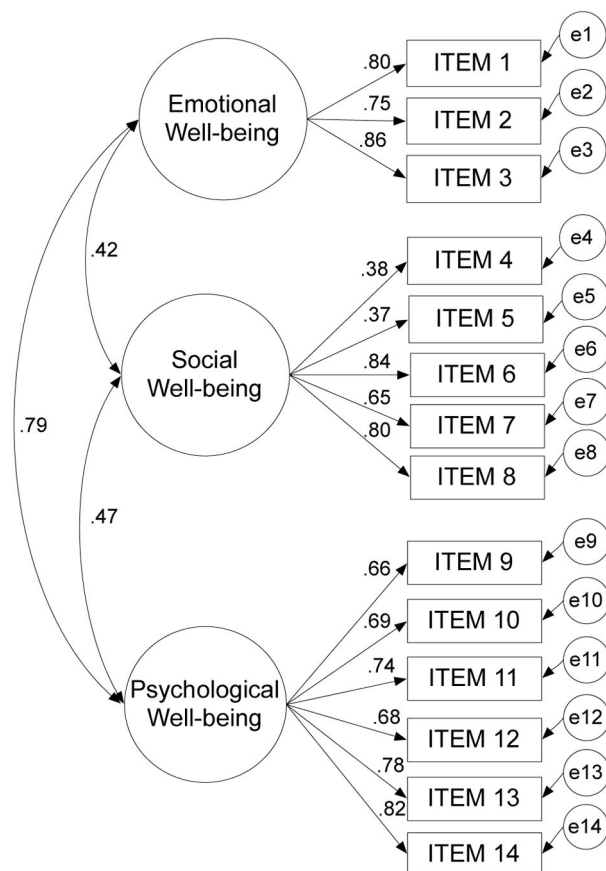 e1
.80
ITEM 1
Emotional
Well-being
.75
ITEM 2
e2
.86
ITEM 3
e3
.42
e4
.38
ITEM 4
e5
.37
ITEM 5
Social
Well-being
.84
ITEM 6
e6
.65
ITEM 7
e7
.80
ITEM 8
e8
.79
.47
e9
.66
ITEM 9
.69
ITEM 10
e10
.74
ITEM 11
e11
Psychological
Well-being
.68
ITEM 12
e12
.78
ITEM 13
e13
.82
ITEM 14
e14